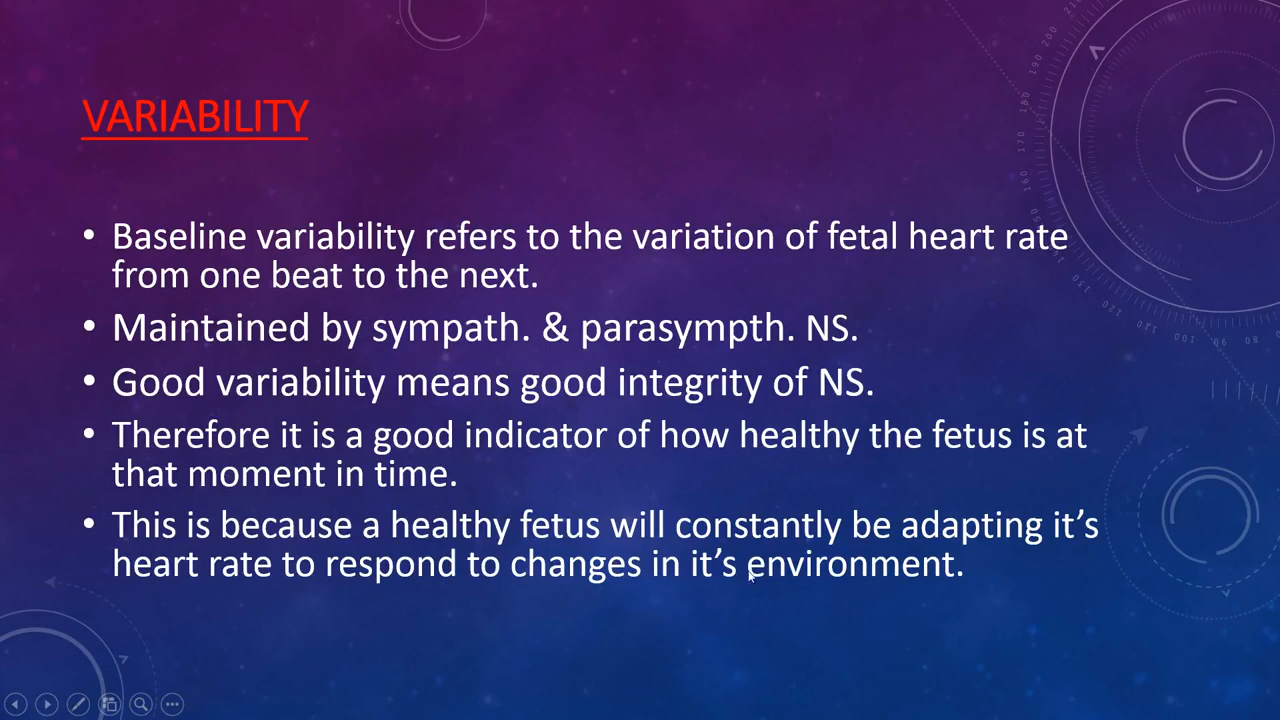 VARIABILITY
• Baseline variability refers to the variation of fetal heart rate
from one beat to the next.
• Maintained by sympath. & parasympth. NS.
• Good variability means good integrity of NS.
• Therefore it is a good indicator of how healthy the fetus is at
that moment in time.
• This is because a healthy fetus will constantly be adapting it’s
heart rate to respond to changes in it’s environment.